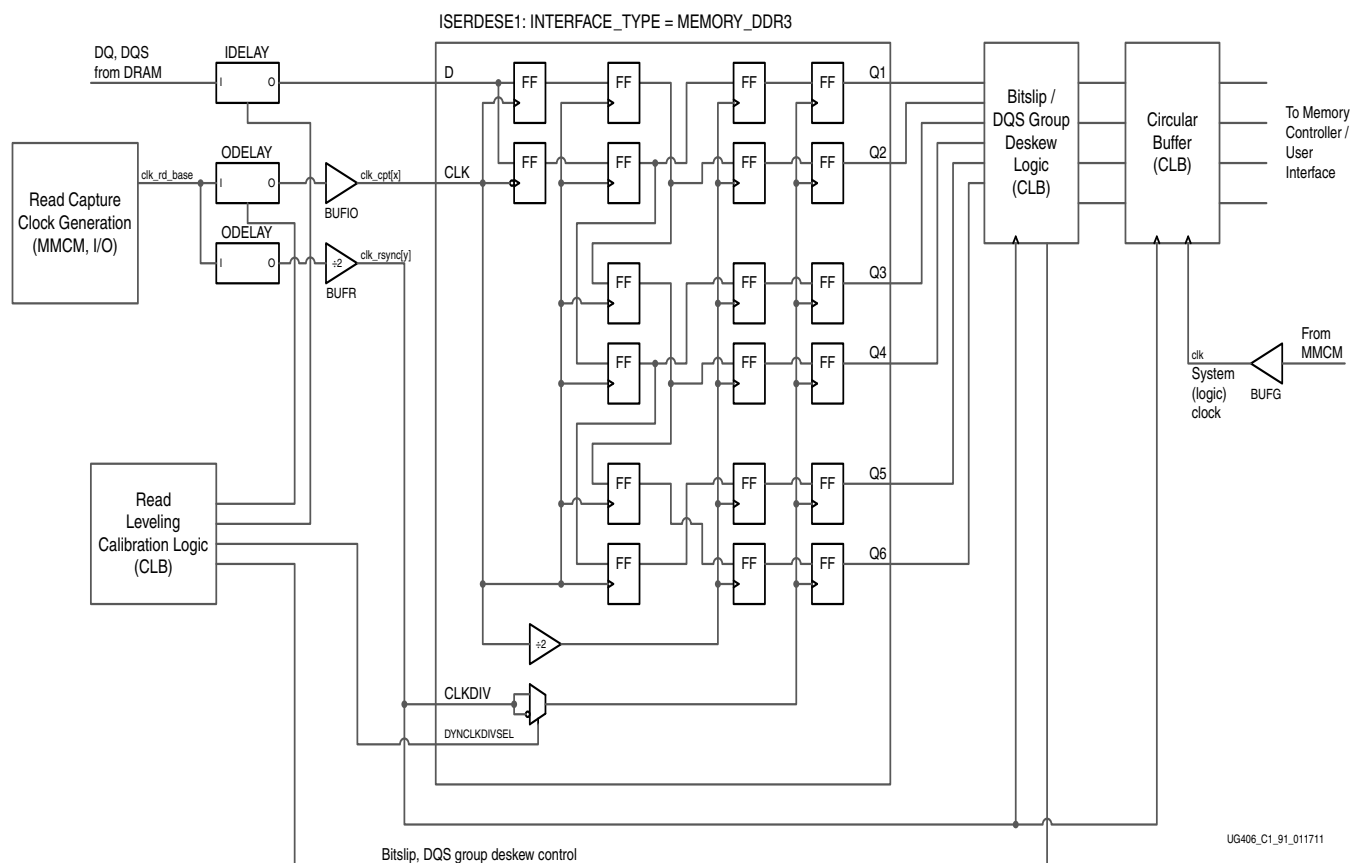 ISERDESE1: INTERFACE_TYPE = MEMORY_DDR3
DQ, DQS
from DRAM
IDELAY
I
O
D
FF
FF
FF
FF
Q1
Read Capture
Clock Generation
(MMCM, I/O)
clk_rd_base
ODELAY
I
O
BUFIO
clk_cpt[x]
CLK
FF
FF
FF
FF
Q2
ODELAY
I
O
÷2
BUFR
clk_rsync[y]
FF
FF
FF
Q3
FF
FF
FF
Q4
FF
FF
FF
Q5
FF
FF
FF
Q6
Bitslip /
DQS Group
Deskew
Logic
(CLB)
Circular
Buffer
(CLB)
To Memory
Controller /
User
Interface
From
MMCM
clk
System
(logic)
clock
BUFG
Read
Leveling
Calibration Logic
(CLB)
÷2
CLKDIV
DYNCLKDIVSEL
Bitslip, DQS group deskew control
UG406_C1_91_011711